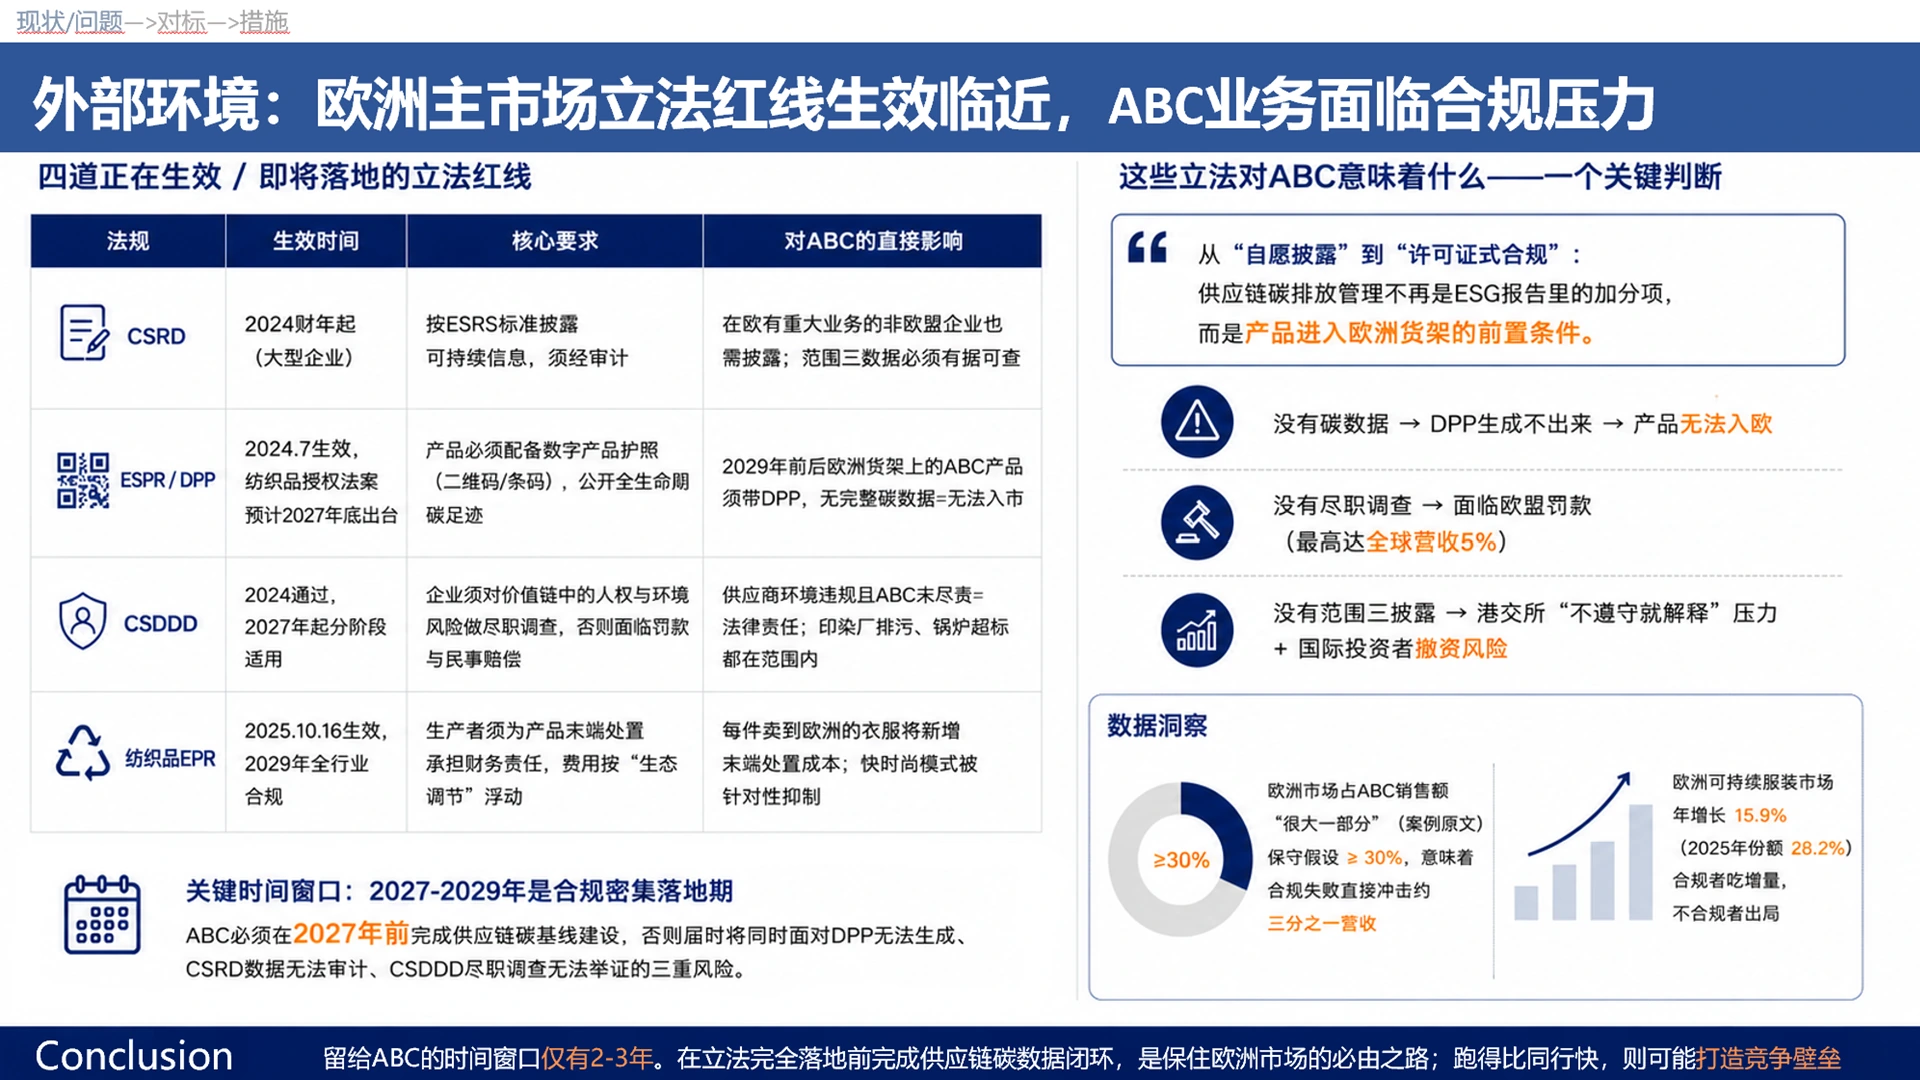 现状/问题—>对标—>措施
外部环境：欧洲主市场立法红线生效临近，ABC业务面临合规压力
四道正在生效 / 即将落地的立法红线
法规
生效时间
核心要求
对ABC的直接影响
CSRD
2024财年起
（大型企业）
按ESRS标准披露
可持续信息，须经审计
在欧有重大业务的非欧盟企业也
需披露；范围三数据必须有据可查
ESPR / DPP
2024.7生效，
纺织品授权法案
预计2027年底出台
产品必须配备数字产品护照
（二维码/条码），公开全生命期
碳足迹
2029年前后欧洲货架上的ABC产品
须带DPP，无完整碳数据=无法入市
CSDDD
2024通过，
2027年起分阶段
适用
企业须对价值链中的人权与环境
风险做尽职调查，否则面临罚款
与民事赔偿
供应商环境违规且ABC未尽责=
法律责任；印染厂排污、锅炉超标
都在范围内
纺织品EPR
2025.10.16生效，
2029年全行业
合规
生产者须为产品末端处置
承担财务责任，费用按“生态
调节”浮动
每件卖到欧洲的衣服将新增
末端处置成本；快时尚模式被
针对性抑制
关键时间窗口：2027-2029年是合规密集落地期
ABC必须在2027年前完成供应链碳基线建设，否则届时将同时面对DPP无法生成、
CSRD数据无法审计、CSDDD尽职调查无法举证的三重风险。
这些立法对ABC意味着什么——一个关键判断
从“自愿披露”到“许可证式合规”：
供应链碳排放管理不再是ESG报告里的加分项，
而是产品进入欧洲货架的前置条件。
没有碳数据 → DPP生成不出来 → 产品无法入欧
没有尽职调查 → 面临欧盟罚款
（最高达全球营收5%）
没有范围三披露 → 港交所“不遵守就解释”压力
+ 国际投资者撤资风险
数据洞察
≥30%
欧洲市场占ABC销售额
“很大一部分”（案例原文）
保守假设 ≥ 30%，意味着
合规失败直接冲击约
三分之一营收
欧洲可持续服装市场
年增长 15.9%
（2025年份额 28.2%）
合规者吃增量，
不合规者出局
Conclusion
留给ABC的时间窗口仅有2-3年。在立法完全落地前完成供应链碳数据闭环，是保住欧洲市场的必由之路；跑得比同行快，则可能打造竞争壁垒